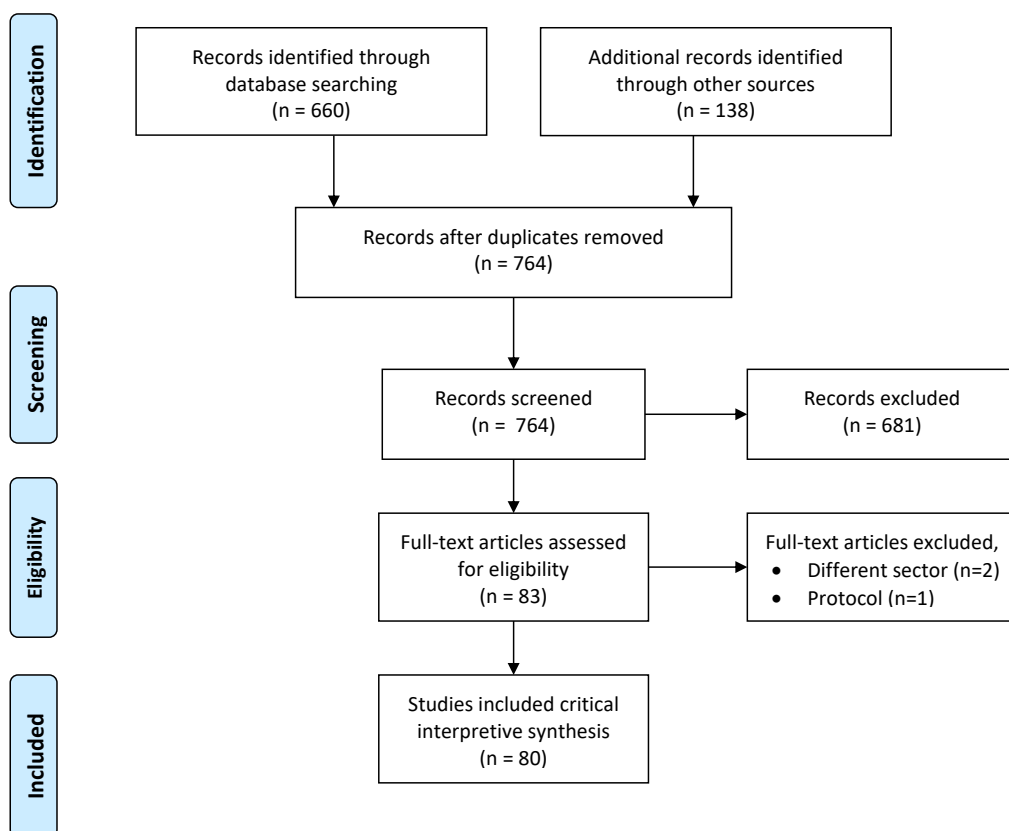 Identification
Records identified through
database searching
(n = 660)
Additional records identified
through other sources
(n = 138)
Records after duplicates removed
(n = 764)
Screening
Records screened
(n =  764)
Records excluded
(n = 681)
Eligibility
Full-text articles assessed
for eligibility
(n = 83)
Full-text articles excluded,
• Different sector (n=2)
• Protocol (n=1)
Included
Studies included critical
interpretive synthesis
(n = 80)